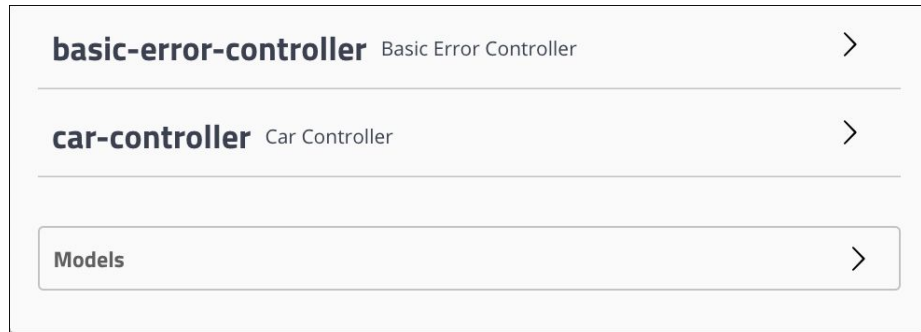 basic-error-controller Basic Error Controller
car-controller Car Controller
Models